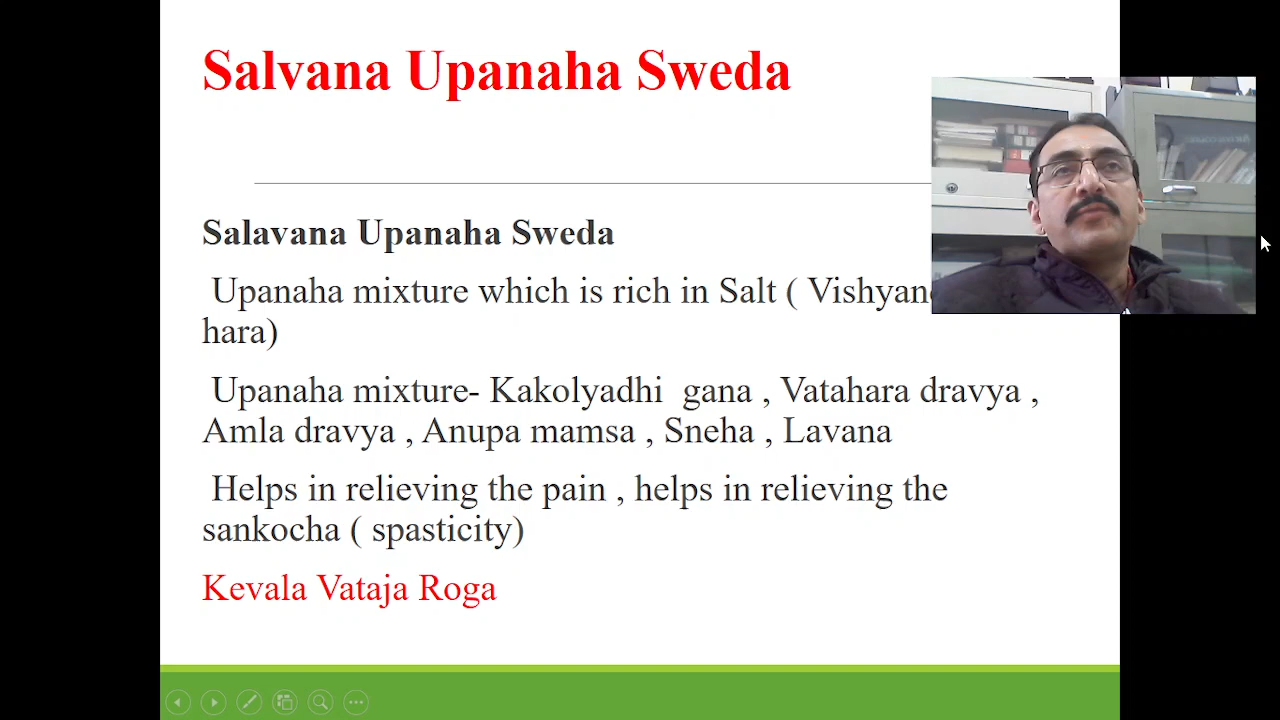 Salvana Upanaha Sweda
Salavana Upanaha Sweda
Upanaha mixture which is rich in Salt (
hara)
Upanaha mixture- Kakolyadhi gana , Vatahara dravya ,
Amla dravya , Anupa mamsa , Sneha , Lavana
Helps in relieving the pain , helps in relieving the
sankocha ( spasticity)
Kevala Vataja Roga